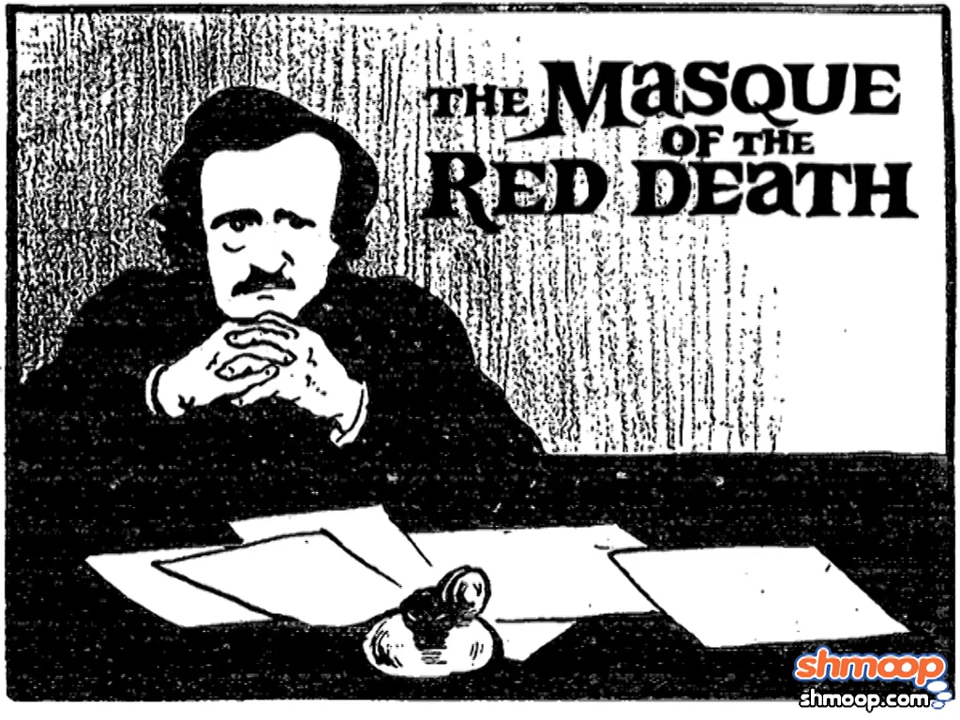 THE MaSQUE
OF THE
RED DEaTH
shmoop
shmoop.com